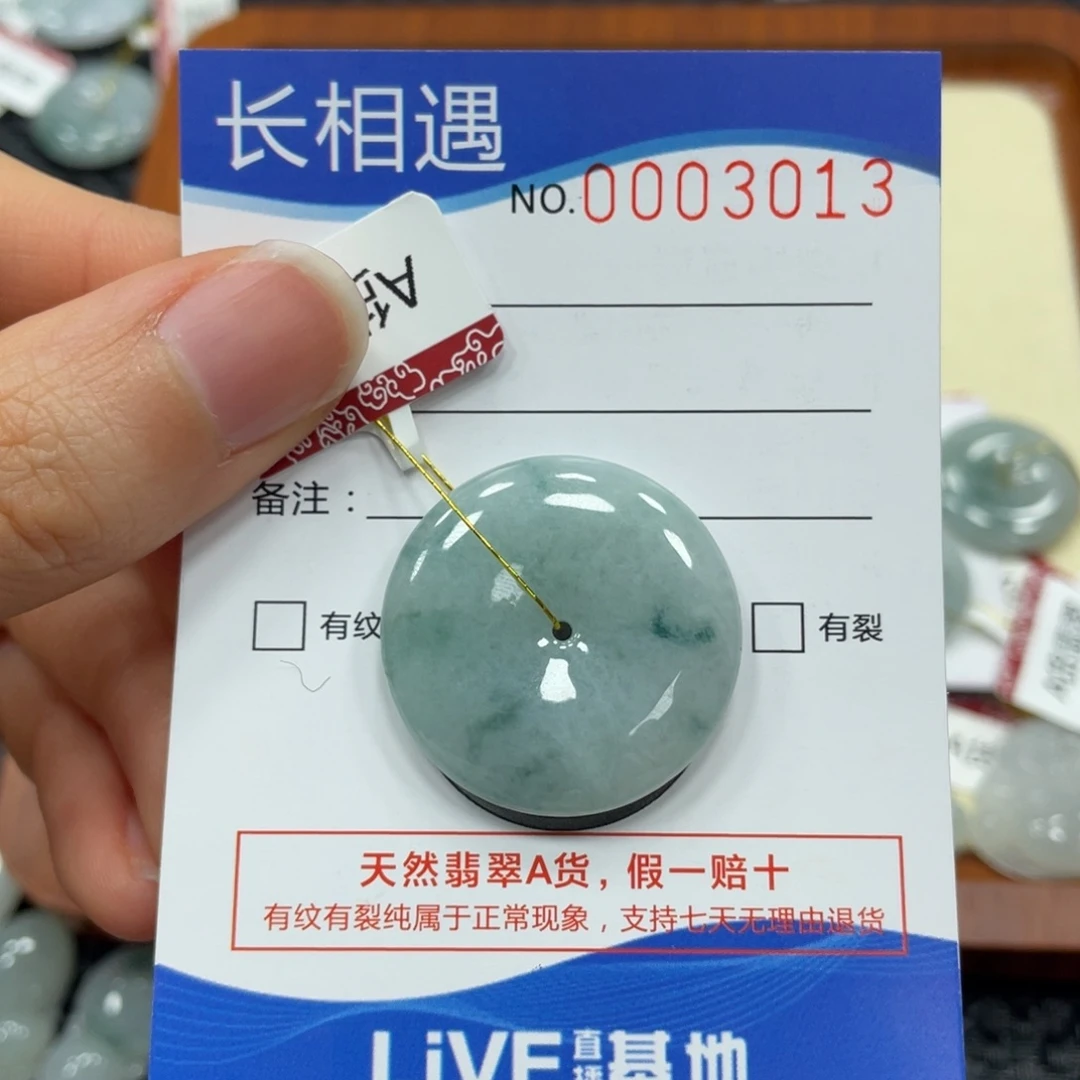 长相遇
NO.0003013
备注：
有纹
有裂
天然翡翠A货，假一赔十
有纹有裂纯属于正常现象，支持七天无理由退货
LiVE直播基地